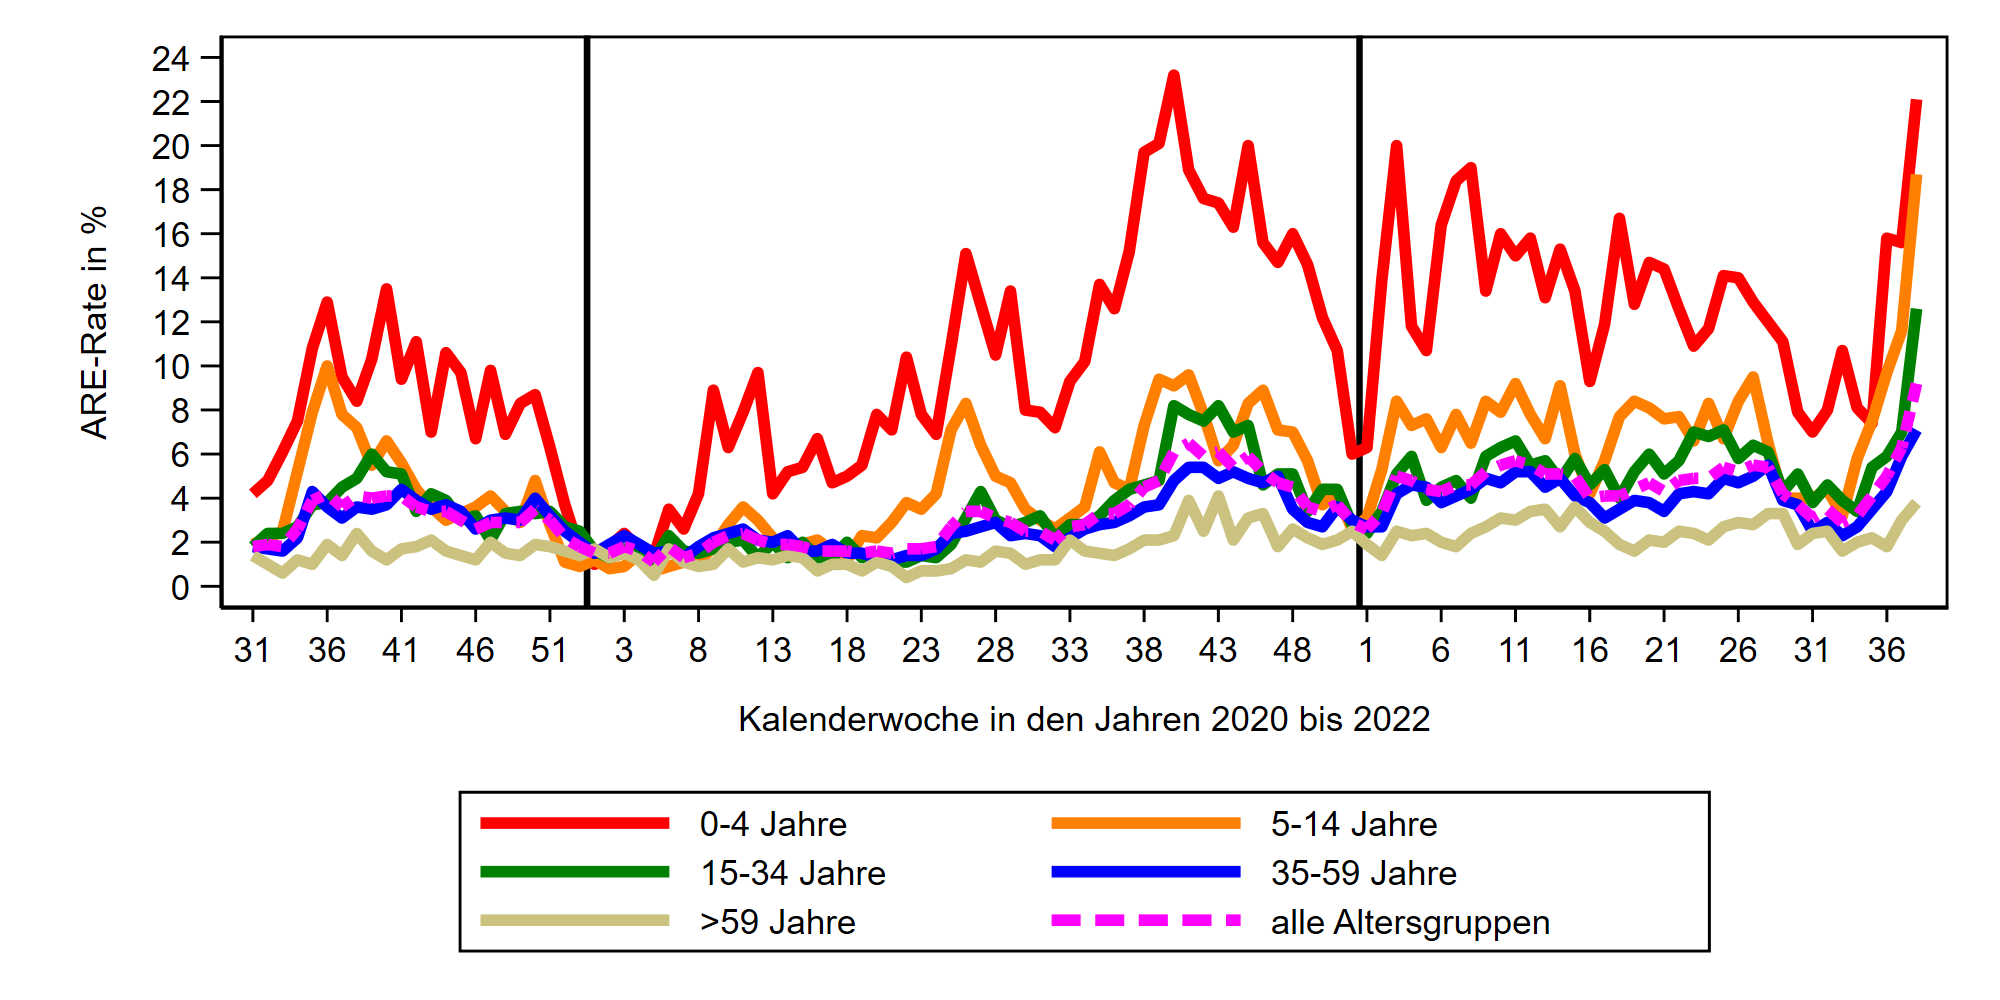 24
22
20
18
16
14
12
10
8
6
4
2
0
ARE-Rate in %
31 36 41 46 51 3 8 13 18 23 28 33 38 43 48 1 6 11 16 21 26 31 36
Kalenderwoche in den Jahren 2020 bis 2022
0-4 Jahre 5-14 Jahre
15-34 Jahre 35-59 Jahre
>59 Jahre alle Altersgruppen